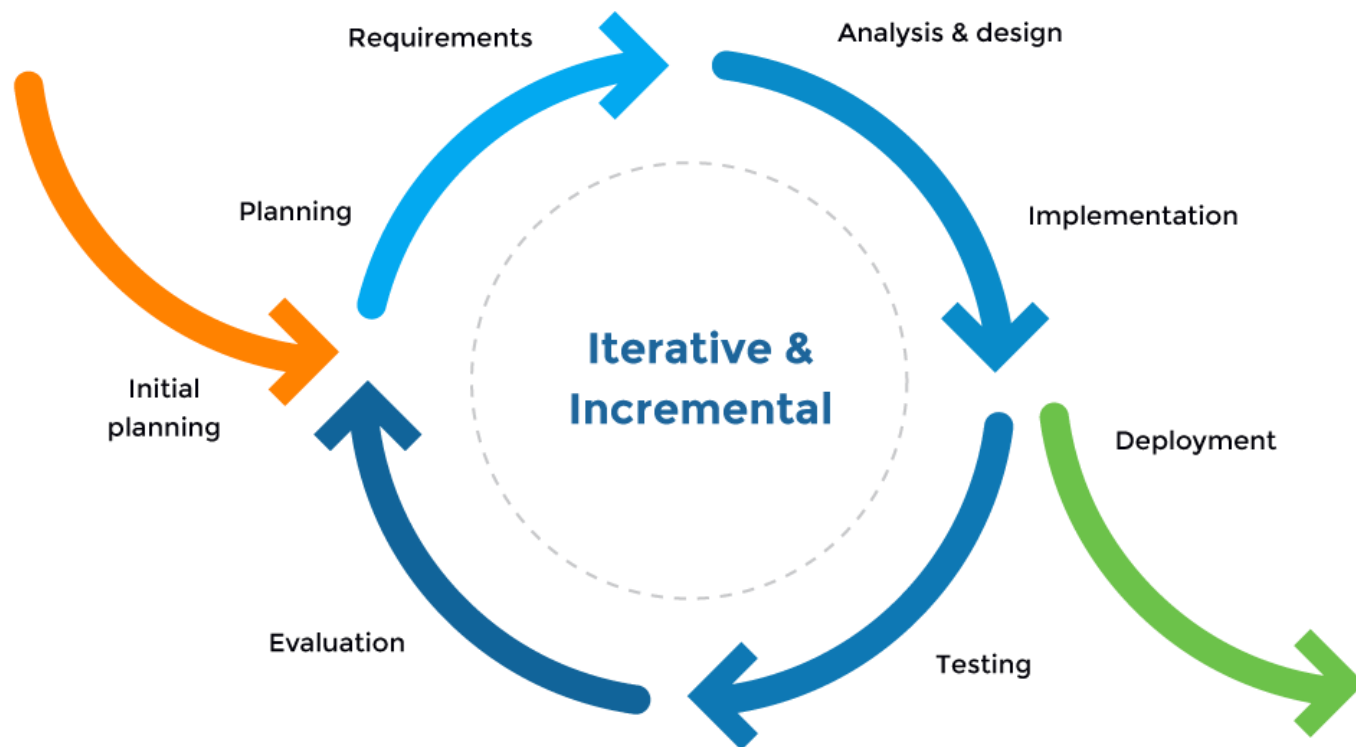 Requirements
Analysis & design
Planning
Implementation
Iterative &
Incremental
Initial
planning
Deployment
Evaluation
Testing